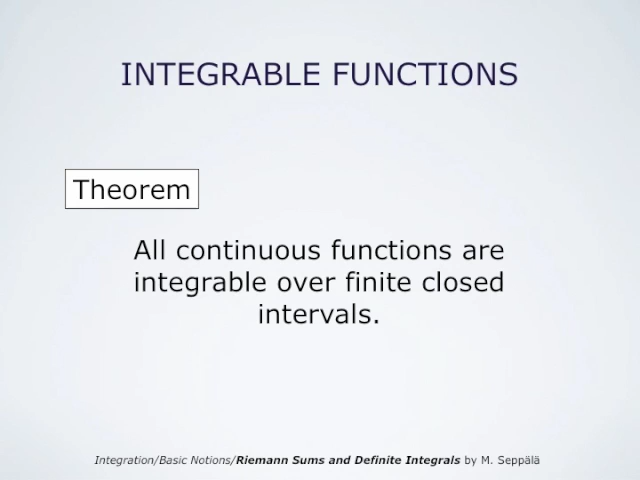 INTEGRABLE FUNCTIONS
Theorem
All continuous functions are
integrable over finite closed
intervals.
Integration/Basic Notions/Riemann Sums and Definite Integrals by M. Seppälä